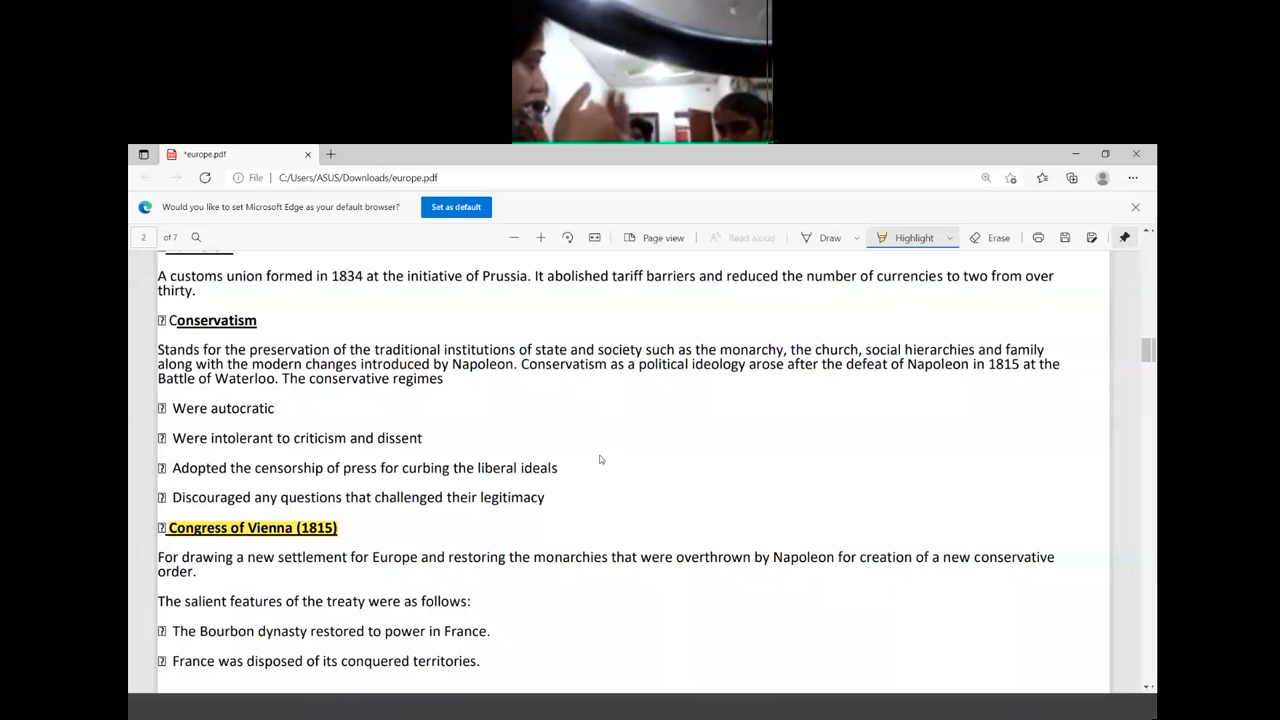 *europe.pdf
File
C:/Users/ASUS/Downloads/europe.pdf
Would you like to set Microsoft Edge as your default browser?
Set as default
2 of 7
Page view
Read aloud
Draw
Highlight
Erase
A customs union formed in 1834 at the initiative of Prussia. It abolished tariff barriers and reduced the number of currencies to two from over
thirty.
Conservatism
Stands for the preservation of the traditional institutions of state and society such as the monarchy, the church, social hierarchies and family
along with the modern changes introduced by Napoleon. Conservatism as a political ideology arose after the defeat of Napoleon in 1815 at the
Battle of Waterloo. The conservative regimes
Were autocratic
Were intolerant to criticism and dissent
Adopted the censorship of press for curbing the liberal ideals
Discouraged any questions that challenged their legitimacy
Congress of Vienna (1815)
For drawing a new settlement for Europe and restoring the monarchies that were overthrown by Napoleon for creation of a new conservative
order.
The salient features of the treaty were as follows:
The Bourbon dynasty restored to power in France.
France was disposed of its conquered territories.